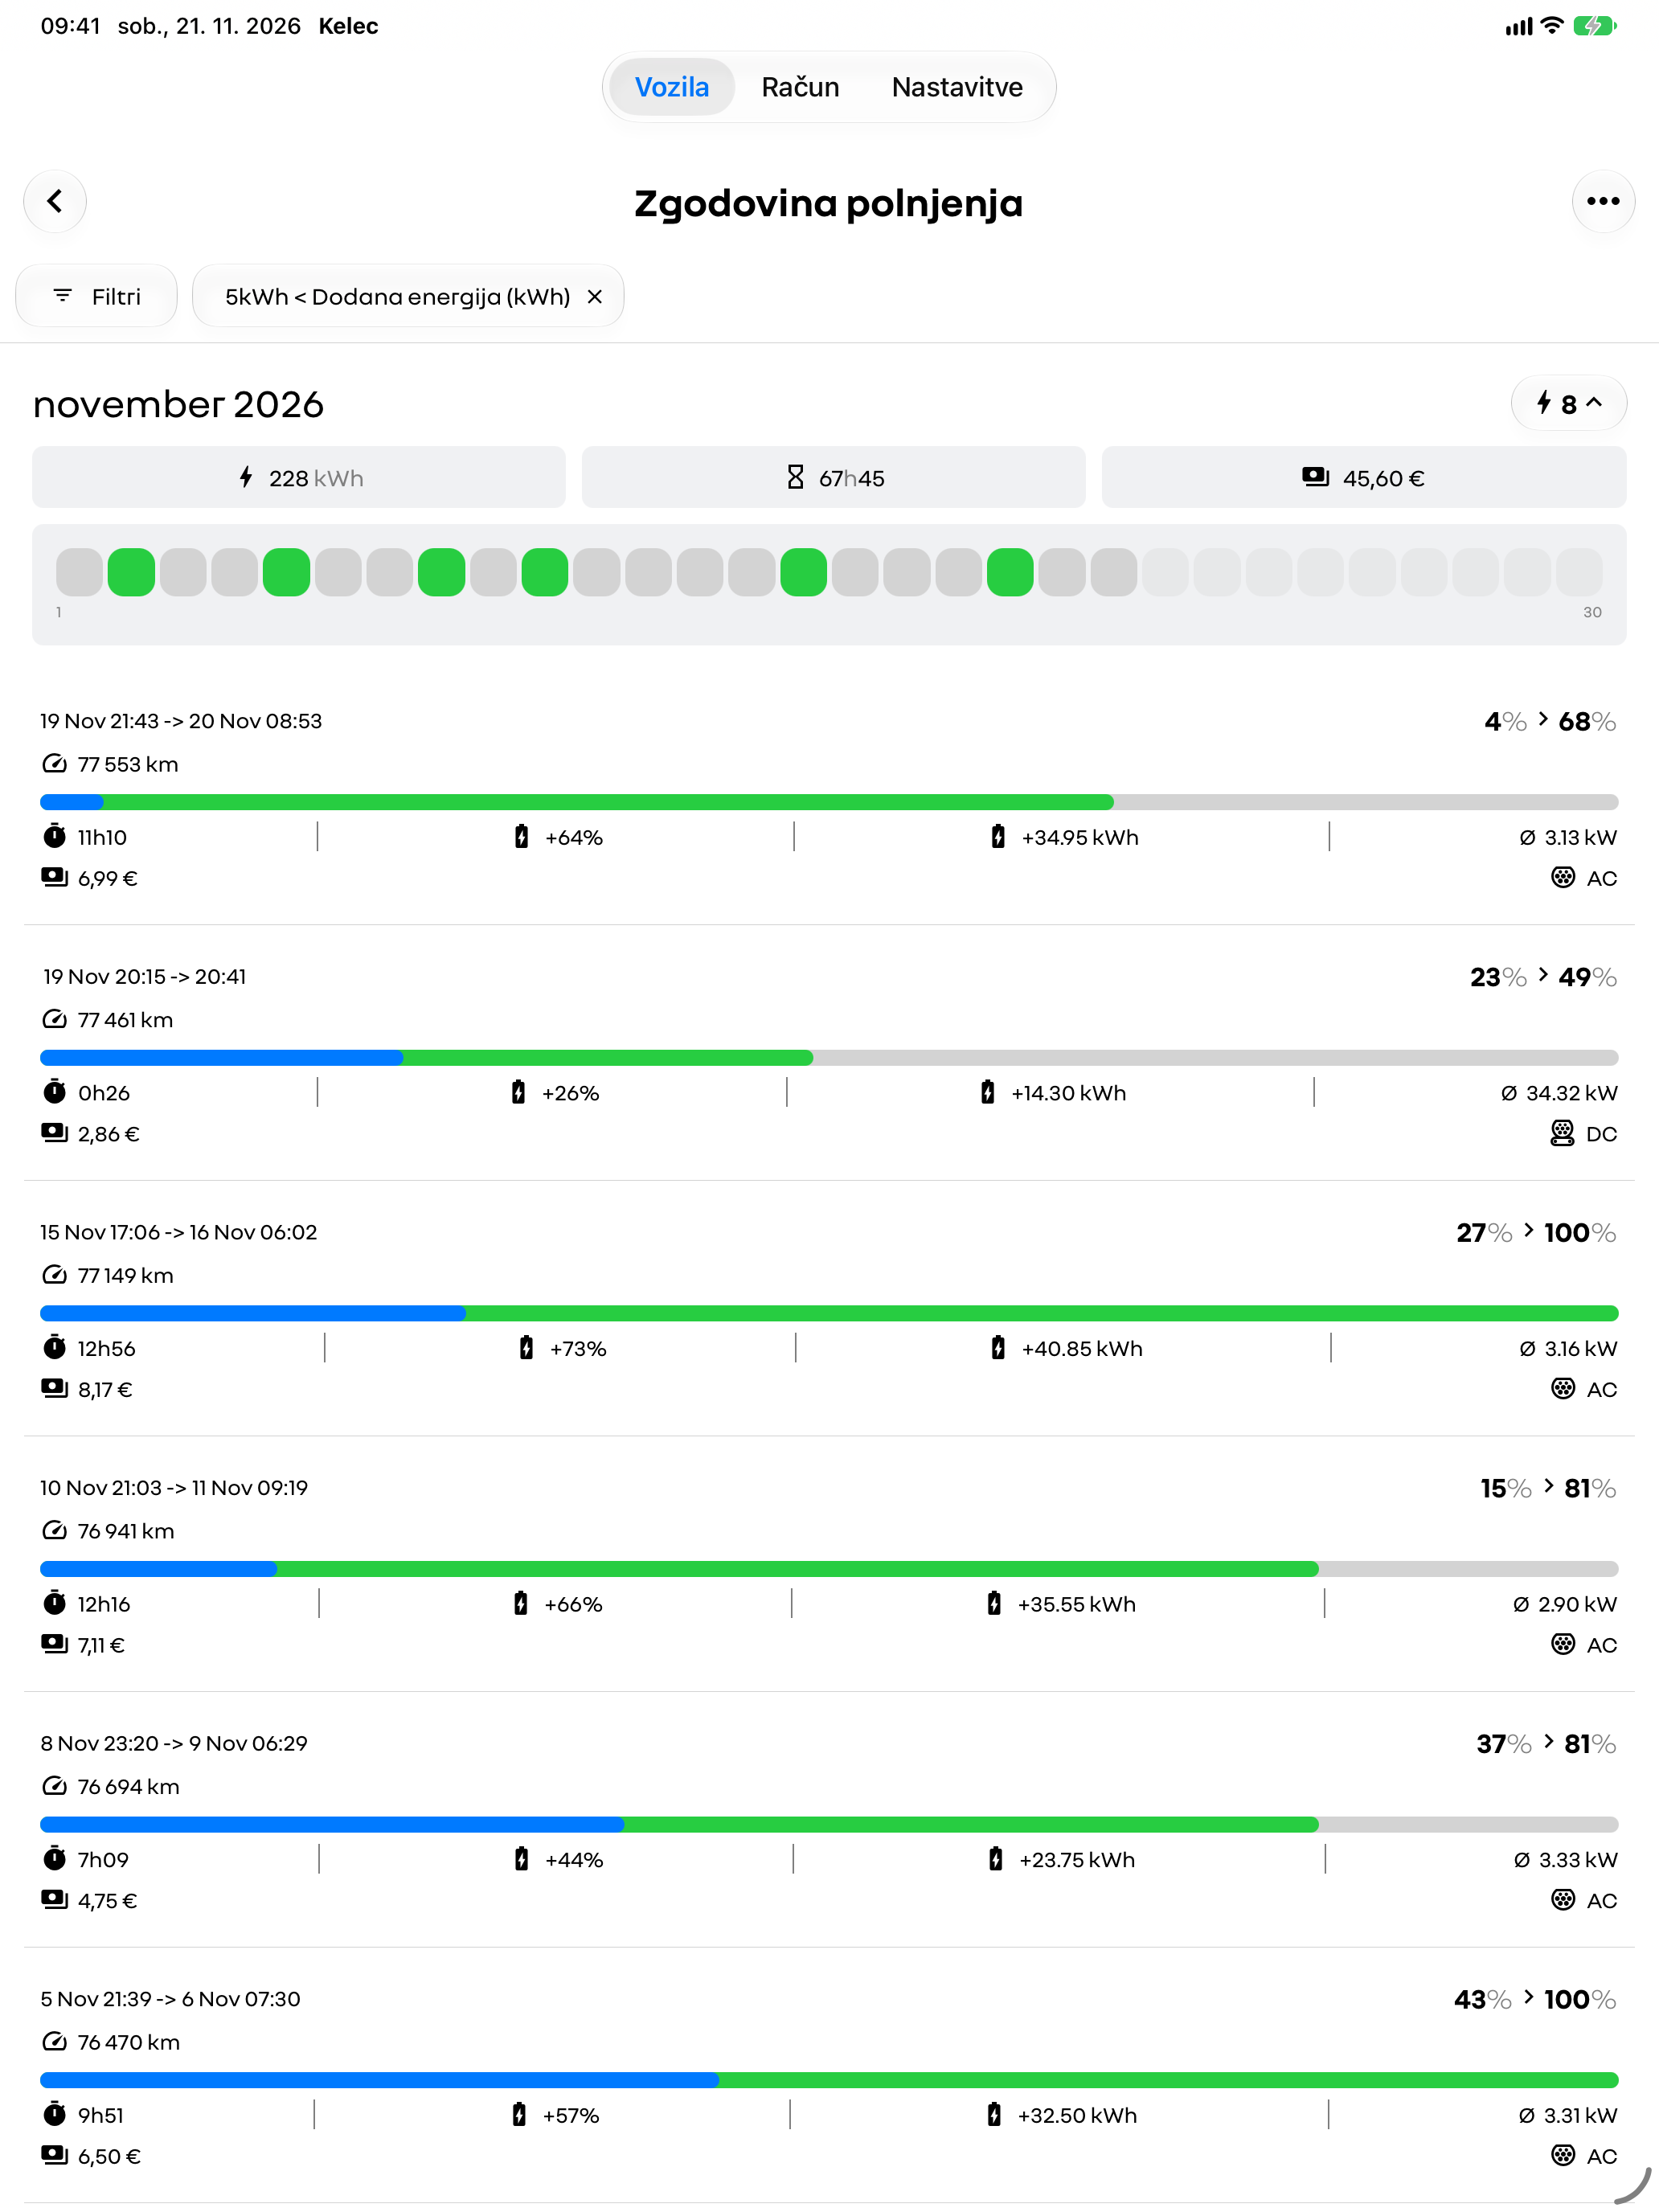 09:41 sob., 21. 11. 2026 Kelec
Vozila Račun Nastavitve
Zgodovina polnjenja
Filtri 5kWh < Dodana energija (kWh)
november 2026 8
228 kWh 67h45 45,60 €
1 30
19 Nov 21:43 -> 20 Nov 08:53 4% > 68%
77 553 km
11h10 +64% +34.95 kWh Ø 3.13 kW
6,99 € AC
19 Nov 20:15 -> 20:41 23% > 49%
77 461 km
0h26 +26% +14.30 kWh Ø 34.32 kW
2,86 € DC
15 Nov 17:06 -> 16 Nov 06:02 27% > 100%
77 149 km
12h56 +73% +40.85 kWh Ø 3.16 kW
8,17 € AC
10 Nov 21:03 -> 11 Nov 09:19 15% > 81%
76 941 km
12h16 +66% +35.55 kWh Ø 2.90 kW
7,11 € AC
8 Nov 23:20 -> 9 Nov 06:29 37% > 81%
76 694 km
7h09 +44% +23.75 kWh Ø 3.33 kW
4,75 € AC
5 Nov 21:39 -> 6 Nov 07:30 43% > 100%
76 470 km
9h51 +57% +32.50 kWh Ø 3.31 kW
6,50 € AC